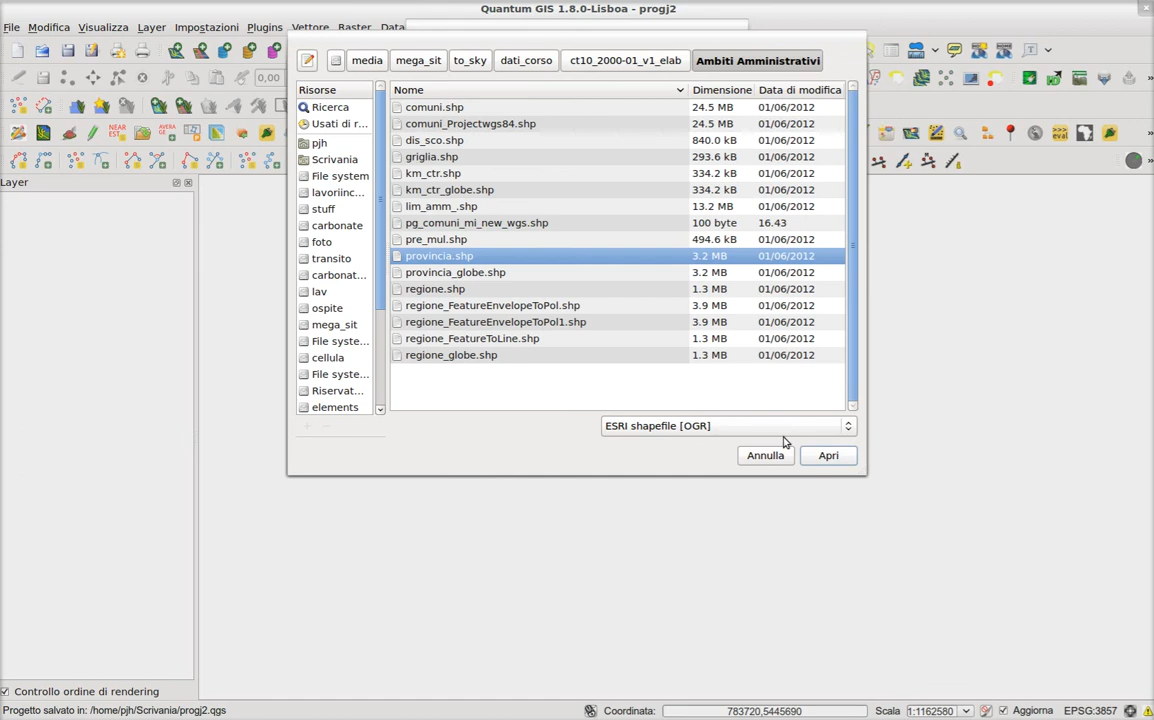 Quantum GIS 1.8.0-Lisboa - progj2
File Modifica Visualizza Layer Impostazioni Plugins Vettore Raster Data
media mega_sit to_sky dati_corso ct10_2000-01_v1_elab Ambiti Amministrativi
0,00
Risorse
Ricerca
Usati di r...
pjh
Scrivania
File system
lavoriinc...
stuff
carbonate
foto
transito
carbonat...
lav
ospite
mega_sit
File syste...
cellula
File syste...
Riservat...
elements
Nome Dimensione Data di modifica
comuni.shp 24.5 MB 01/06/2012
comuni_Projectwgs84.shp 24.5 MB 01/06/2012
dis_sco.shp 840.0 kB 01/06/2012
griglia.shp 293.6 kB 01/06/2012
km_ctr.shp 334.2 kB 01/06/2012
km_ctr_globe.shp 334.2 kB 01/06/2012
lim_amm_.shp 13.2 MB 01/06/2012
pg_comuni_mi_new_wgs.shp 100 byte 16.43
pre_mul.shp 494.6 kB 01/06/2012
provincia.shp 3.2 MB 01/06/2012
provincia_globe.shp 3.2 MB 01/06/2012
regione.shp 1.3 MB 01/06/2012
regione_FeatureEnvelopeToPol.shp 3.9 MB 01/06/2012
regione_FeatureEnvelopeToPol1.shp 3.9 MB 01/06/2012
regione_FeatureToLine.shp 1.3 MB 01/06/2012
regione_globe.shp 1.3 MB 01/06/2012
ESRI shapefile [OGR]
Annulla Apri
Layer
Controllo ordine di rendering
Progetto salvato in: /home/pjh/Scrivania/progj2.qgs
Coordinata: 783720,5445690 Scala 1:1162580 Aggiorna EPSG:3857